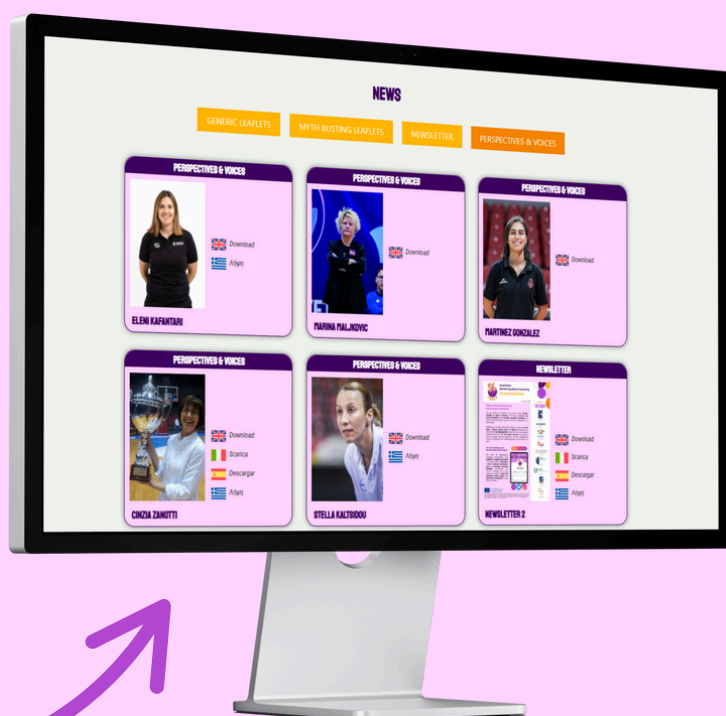 NEWS
GENERIC LEAFLETS
MYTH BUSTING LEAFLETS
NEWSLETTER
PERSPECTIVES & VOICES
PERSPECTIVES & VOICES
Download
Λήψη
ELENI KAFANTARI
PERSPECTIVES & VOICES
Download
MARINA MALJKOVIC
PERSPECTIVES & VOICES
Download
MARTINEZ GONZALEZ
PERSPECTIVES & VOICES
Download
Scarica
Descargar
Λήψη
CINZIA ZANOTTI
PERSPECTIVES & VOICES
Download
Λήψη
STELLA KALTSIDOU
NEWSLETTER
Download
Scarica
Descargar
Λήψη
NEWSLETTER 2